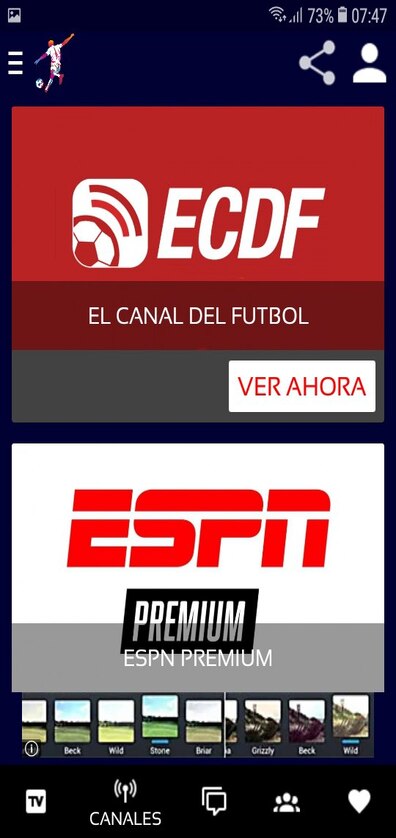 73% 07:47
ECDF
EL CANAL DEL FUTBOL
VER AHORA
ESPN
PREMIUM
ESPN PREMIUM
Beck Wild Stone Briar Grizzly Beck Wild
TV
CANALES